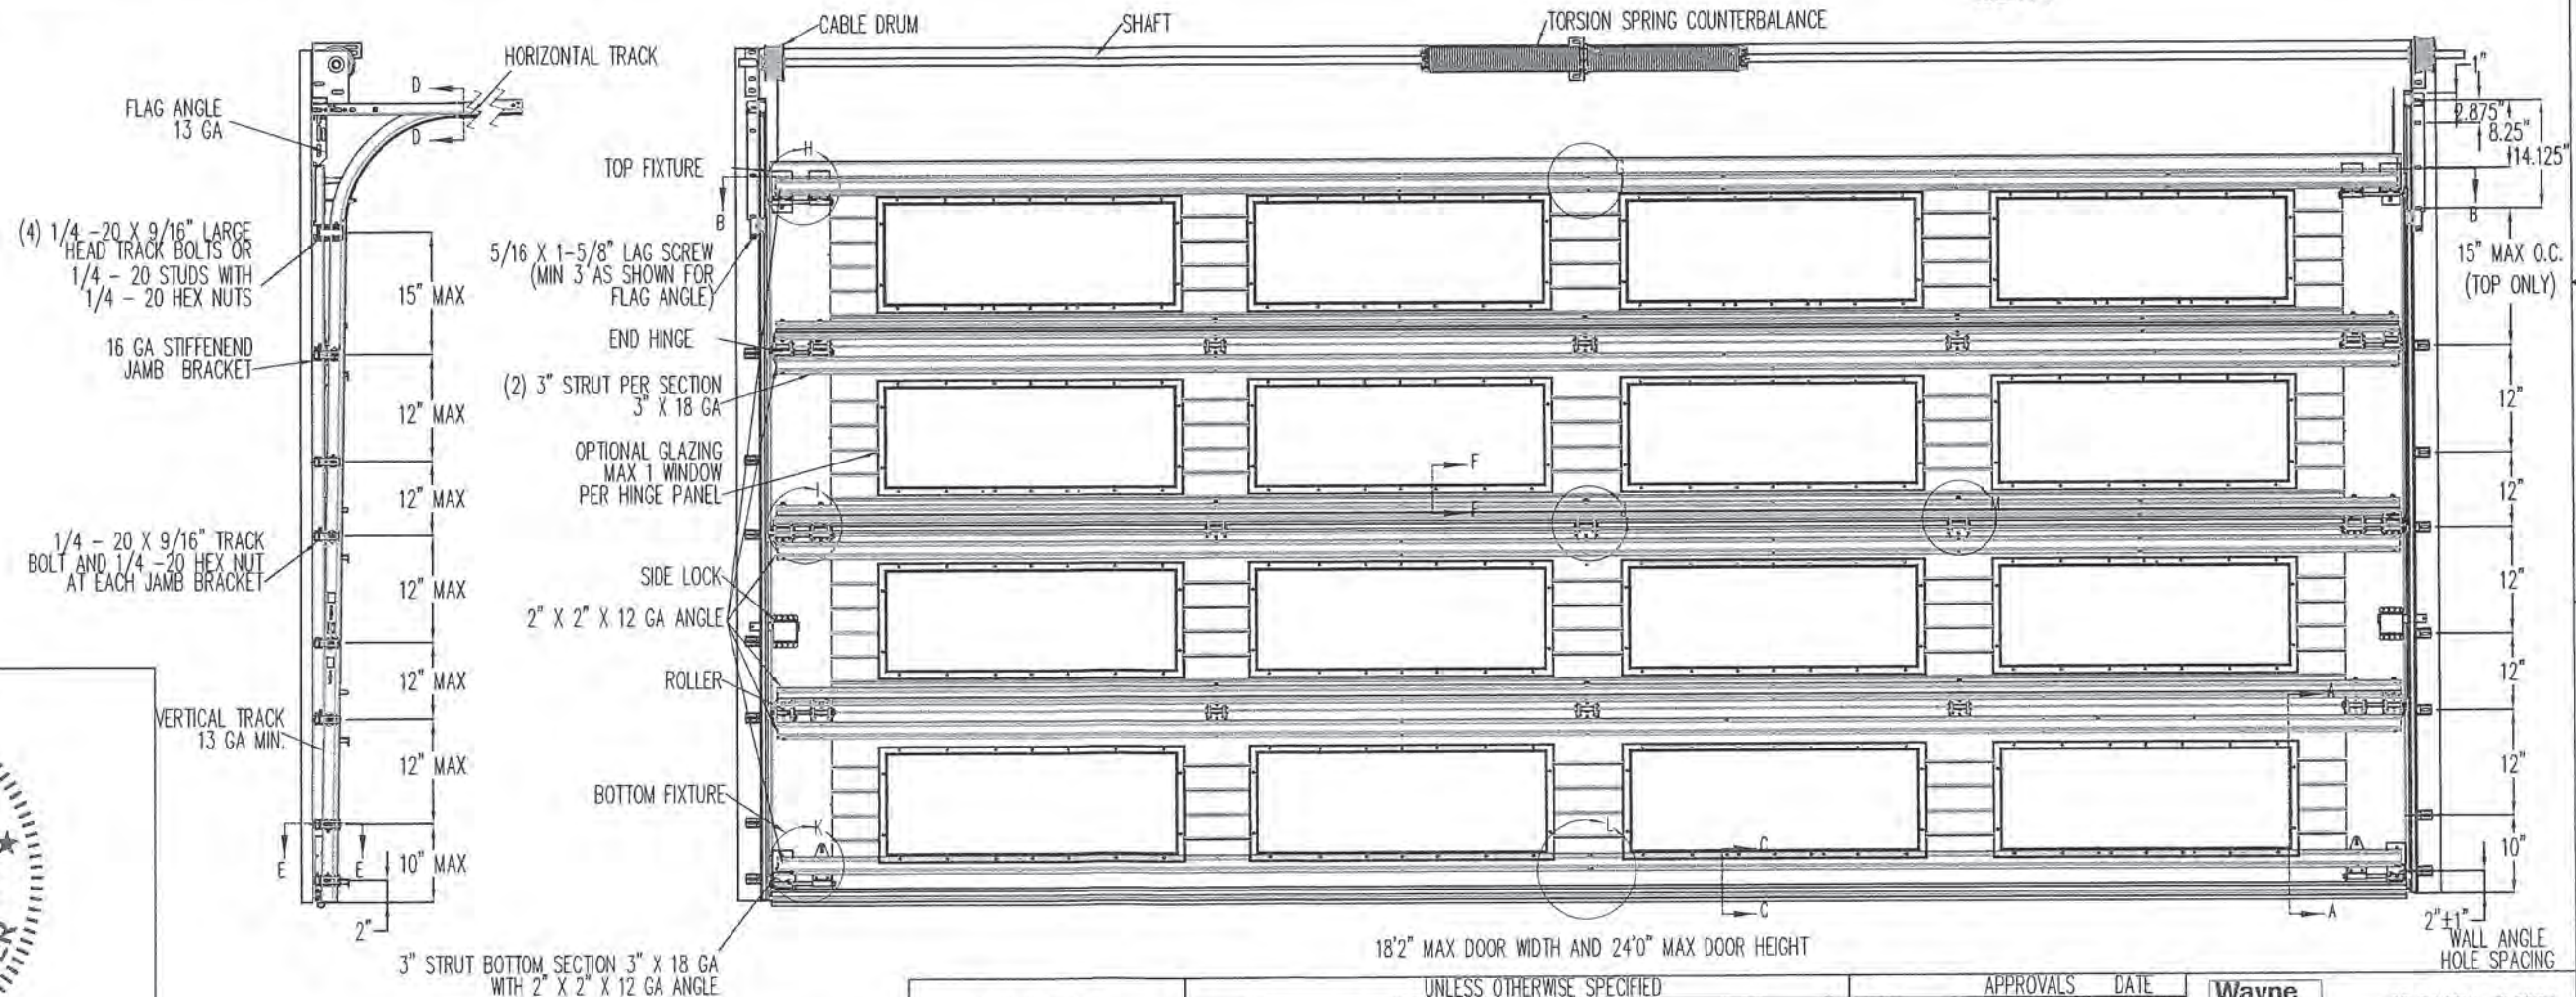 CABLE DRUM
SHAFT
TORSION SPRING COUNTERBALANCE
HORIZONTAL TRACK
D
D
FLAG ANGLE
13 GA
(4) 1/4 -20 X 9/16" LARGE
HEAD TRACK BOLTS OR
1/4 - 20 STUDS WITH
1/4 - 20 HEX NUTS
16 GA STIFFENEND
JAMB BRACKET
1/4 - 20 X 9/16" TRACK
BOLT AND 1/4 -20 HEX NUT
AT EACH JAMB BRACKET
VERTICAL TRACK
13 GA MIN.
15" MAX
12" MAX
12" MAX
12" MAX
12" MAX
12" MAX
10" MAX
E
E
2"
TOP FIXTURE
B
5/16 X 1-5/8" LAG SCREW
(MIN 3 AS SHOWN FOR
FLAG ANGLE)
END HINGE
(2) 3" STRUT PER SECTION
3" X 18 GA
OPTIONAL GLAZING
MAX 1 WINDOW
PER HINGE PANEL
SIDE LOCK
2" X 2" X 12 GA ANGLE
ROLLER
BOTTOM FIXTURE
3" STRUT BOTTOM SECTION 3" X 18 GA
WITH 2" X 2" X 12 GA ANGLE
H
I
M
K
L
F
F
A
A
C
C
1"
2.875"
8.25"
14.125"
B
15" MAX O.C.
(TOP ONLY)
12"
12"
12"
12"
12"
10"
2"±1"
WALL ANGLE
HOLE SPACING
18'2" MAX DOOR WIDTH AND 24'0" MAX DOOR HEIGHT
UNLESS OTHERWISE SPECIFIED
APPROVALS DATE
Wayne
ER